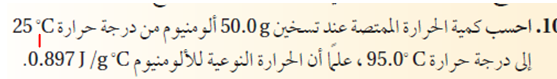 10. احسب كمية الحرارة الممتصة عند تسخين 50.0 g ألومنيوم من درجة حرارة 25 °C
إلى درجة حرارة 95.0 °C ، علمًا أن الحرارة النوعية للألومنيوم 0.897 J /g °C.